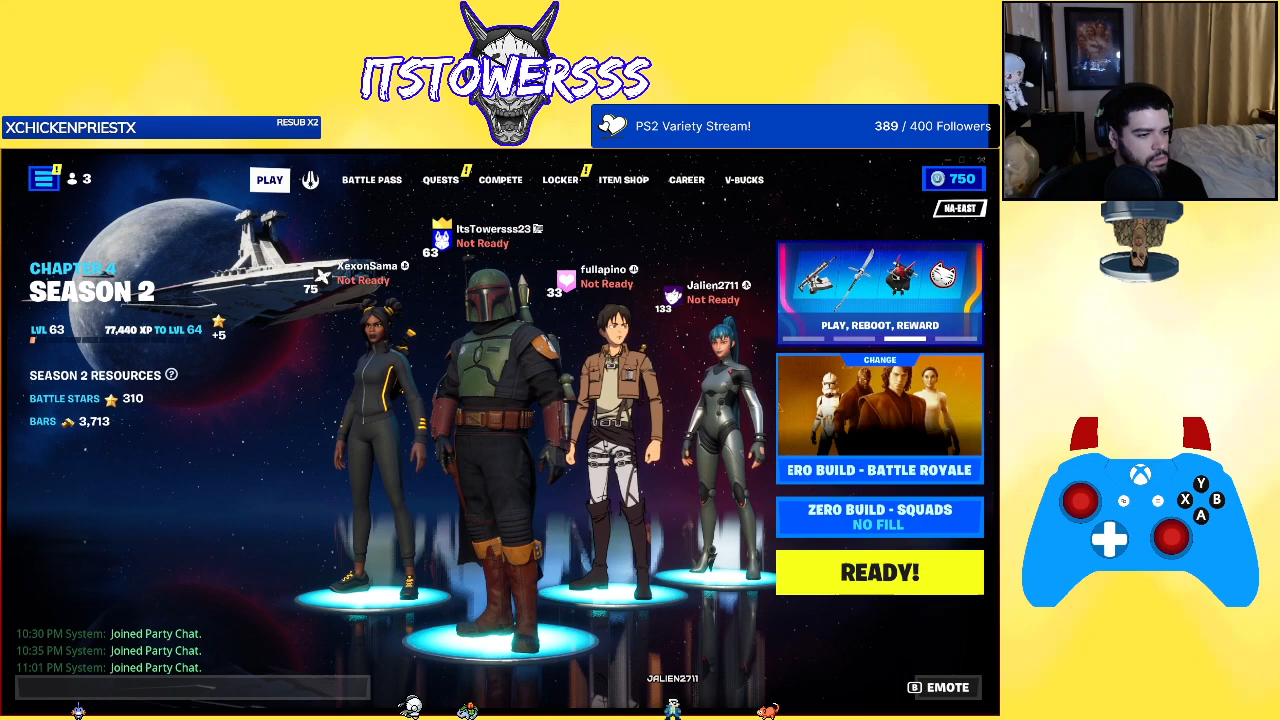 ITSTOWERSSS
XCHICKENPRIESTX
RESUB X2
PS2 Variety Stream!
389 / 400 Followers
3
PLAY
BATTLE PASS
QUESTS
COMPETE
LOCKER
ITEM SHOP
CAREER
V-BUCKS
750
NA-EAST
CHAPTER 4
SEASON 2
LVL 63
77,440 XP TO LVL 64
+5
SEASON 2 RESOURCES ?
BATTLE STARS 310
BARS 3,713
ItsTowersss23
Not Ready
63
XexonSama
Not Ready
75
fullapino
Not Ready
33
Jalien2711
Not Ready
133
PLAY, REBOOT, REWARD
CHANGE
ERO BUILD - BATTLE ROYALE
ZERO BUILD - SQUADS
NO FILL
READY!
10:30 PM System: Joined Party Chat.
10:35 PM System: Joined Party Chat.
11:01 PM System: Joined Party Chat.
JALIEN2711
B EMOTE
Y
X B
A